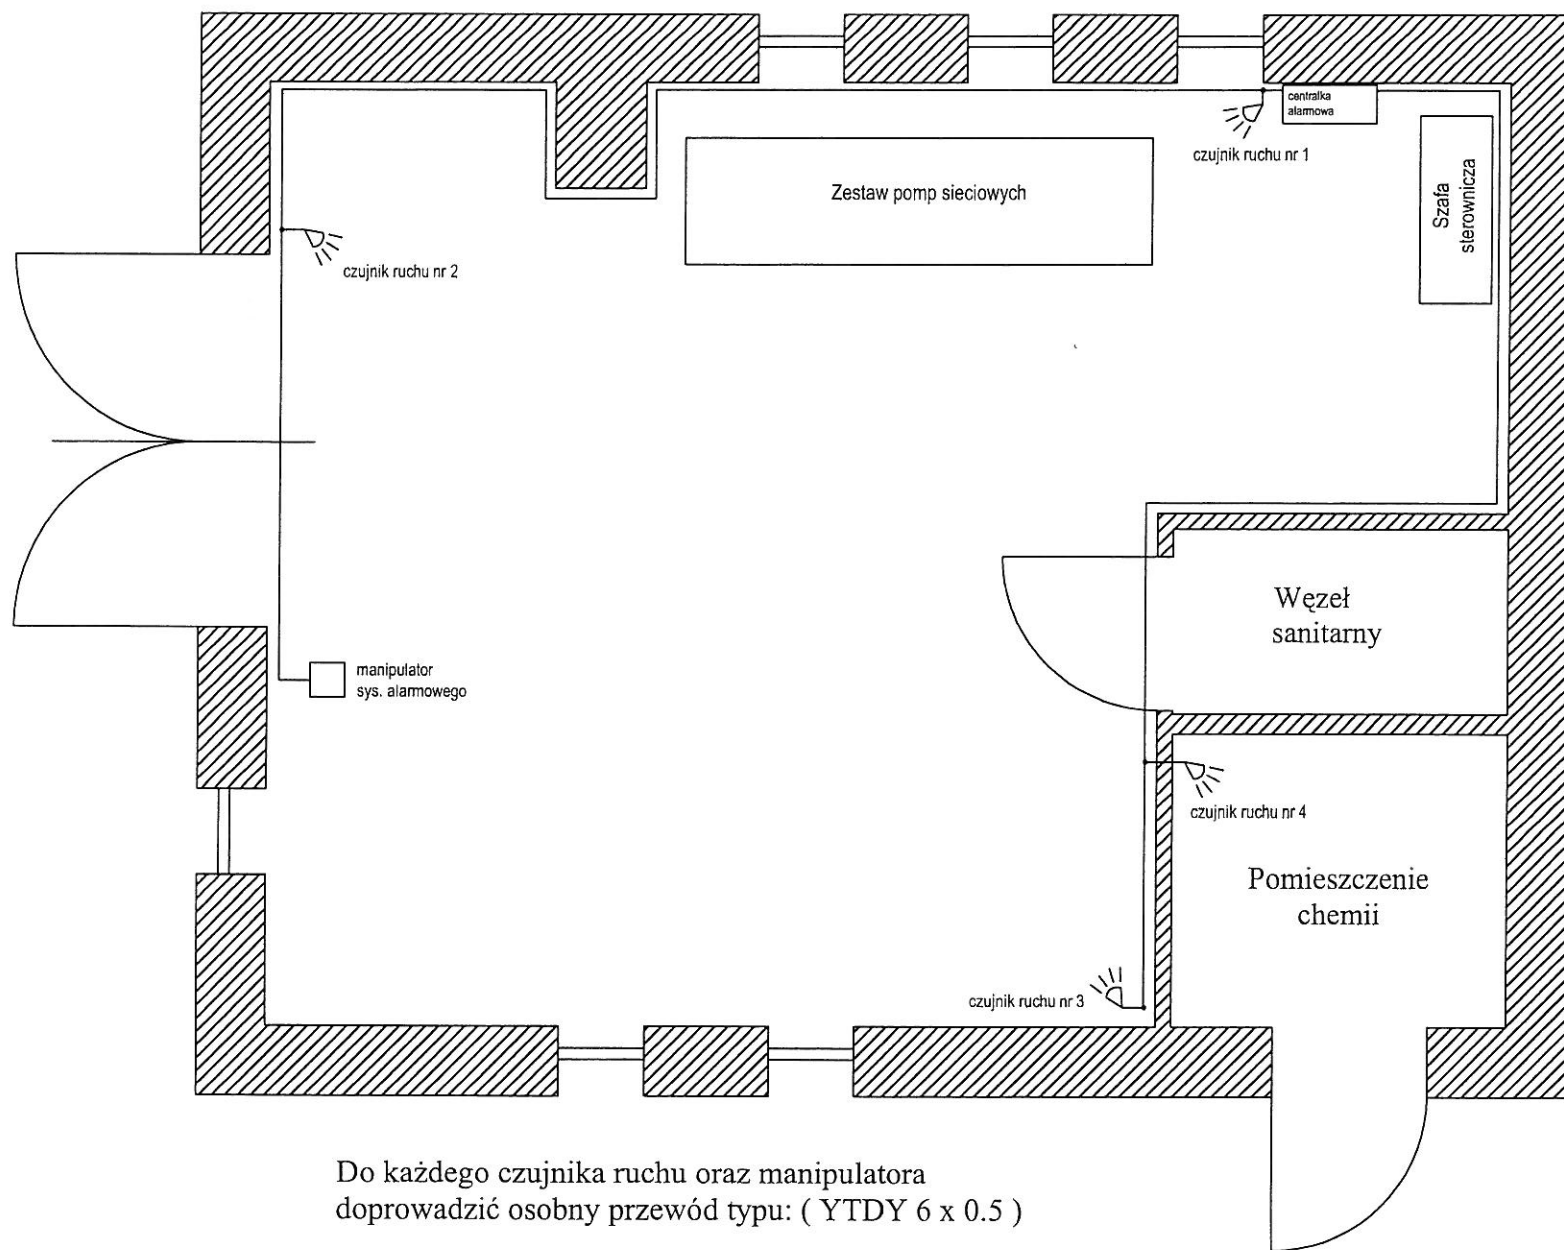 centralka
alarmowa
czujnik ruchu nr 1
Zestaw pomp sieciowych
Szafa
sterownicza
czujnik ruchu nr 2
Węzeł
sanitarny
manipulator
sys. alarmowego
czujnik ruchu nr 4
Pomieszczenie
chemii
czujnik ruchu nr 3
Do każdego czujnika ruchu oraz manipulatora
doprowadzić osobny przewód typu: ( YTDY 6 x 0.5 )